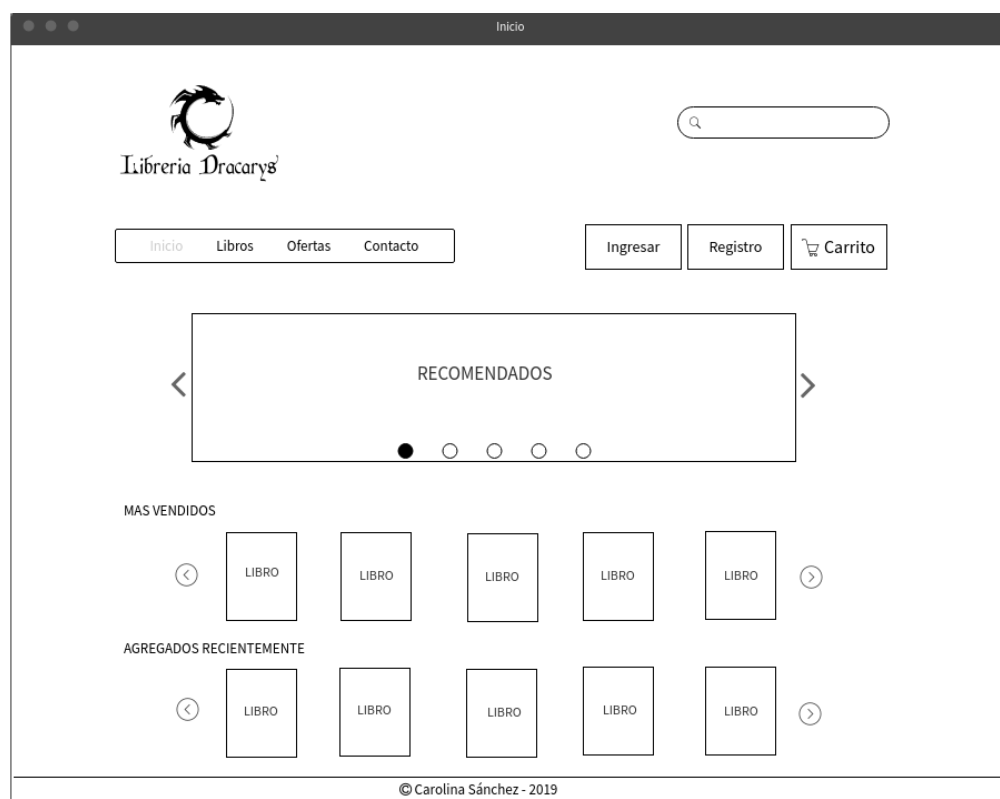 Inicio
Libreria Dracarys
Inicio Libros Ofertas Contacto
Ingresar Registro Carrito
RECOMENDADOS
MAS VENDIDOS
LIBRO LIBRO LIBRO LIBRO LIBRO
AGREGADOS RECIENTEMENTE
LIBRO LIBRO LIBRO LIBRO LIBRO
© Carolina Sánchez - 2019